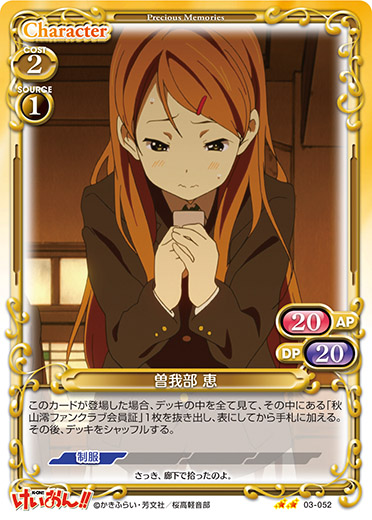 Precious Memories
Character
COST
2
SOURCE
1
20 AP
DP 20
曽我部 恵
このカードが登場した場合、デッキの中を全て見て、その中にある「秋
山澪ファンクラブ会員証」1枚を抜き出し、表にしてから手札に加える。
その後、デッキをシャッフルする。
制服
さっき、廊下で拾ったのよ。
けいおん!!
©かきふらい・芳文社/桜高軽音部
03-052